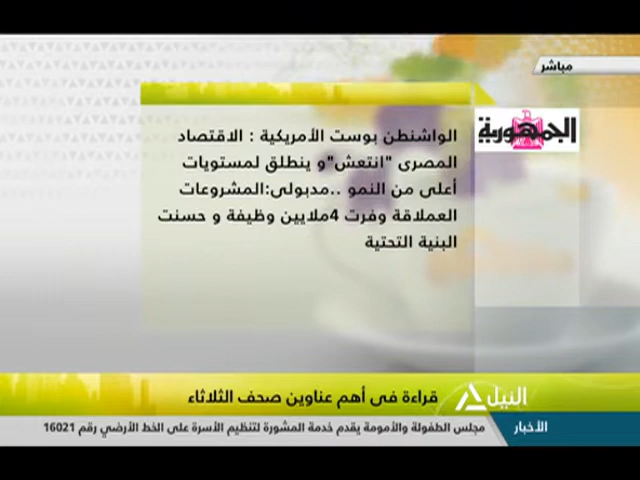 مباشر
الجمهورية
الواشنطن بوست الأمريكية : الاقتصاد
المصرى "انتعش"و ينطلق لمستويات
أعلى من النمو ..مدبولى:المشروعات
العملاقة وفرت 4ملايين وظيفة و حسنت
البنية التحتية
النيل
قراءة فى أهم عناوين صحف الثلاثاء
الأخبار
مجلس الطفولة والأمومة يقدم خدمة المشورة لتنظيم الأسرة على الخط الأرضي رقم 16021